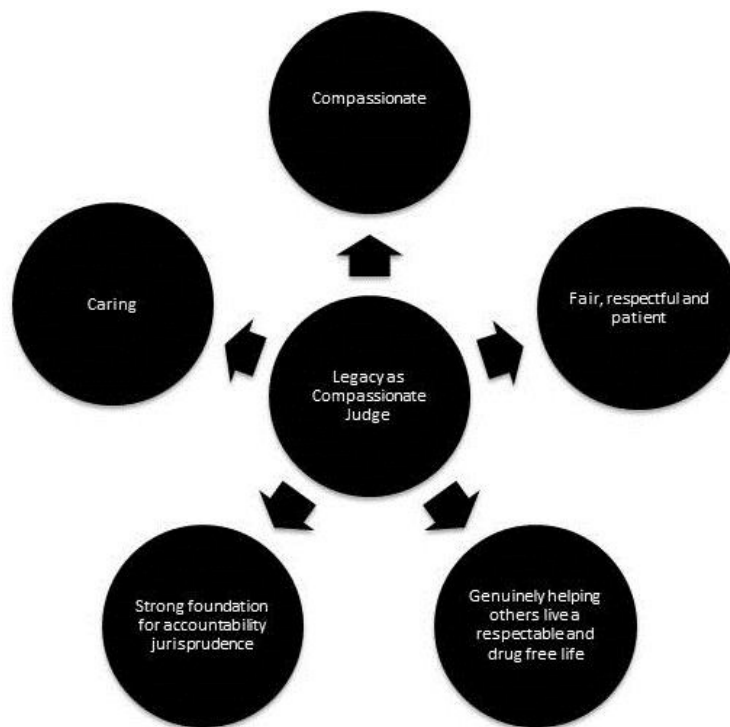 Compassionate
Caring
Fair, respectful and
patient
Legacy as
Compassionate
Judge
Strong foundation
for accountability
jurisprudence
Genuinely helping
others live a
respectable and
drug free life